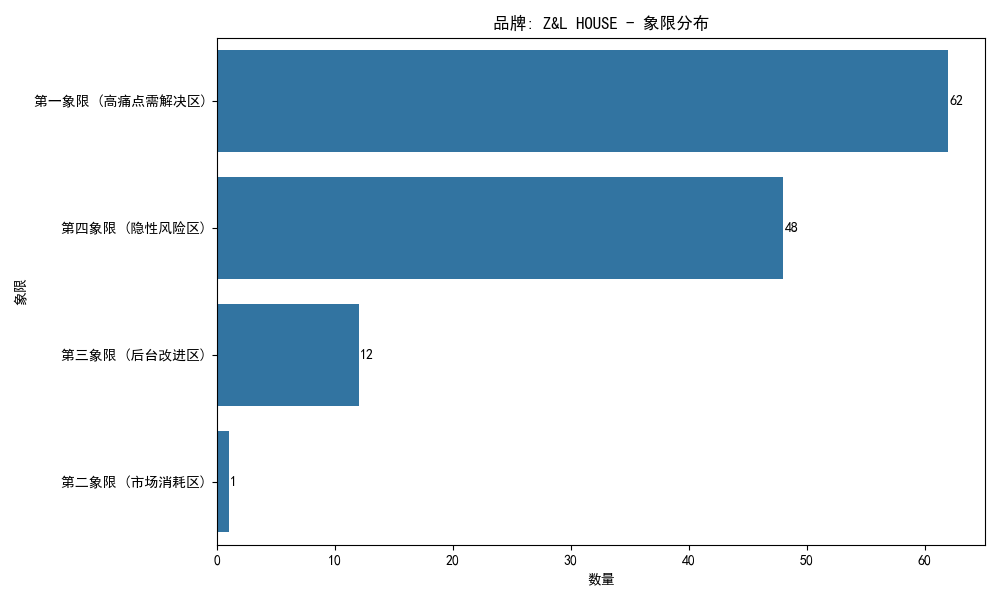 品牌: Z&L HOUSE - 象限分布
第一象限 (高痛点需解决区)
62
第四象限 (隐性风险区)
48
第三象限 (后台改进区)
12
第二象限 (市场消耗区)
1
象限
0 10 20 30 40 50 60
数量